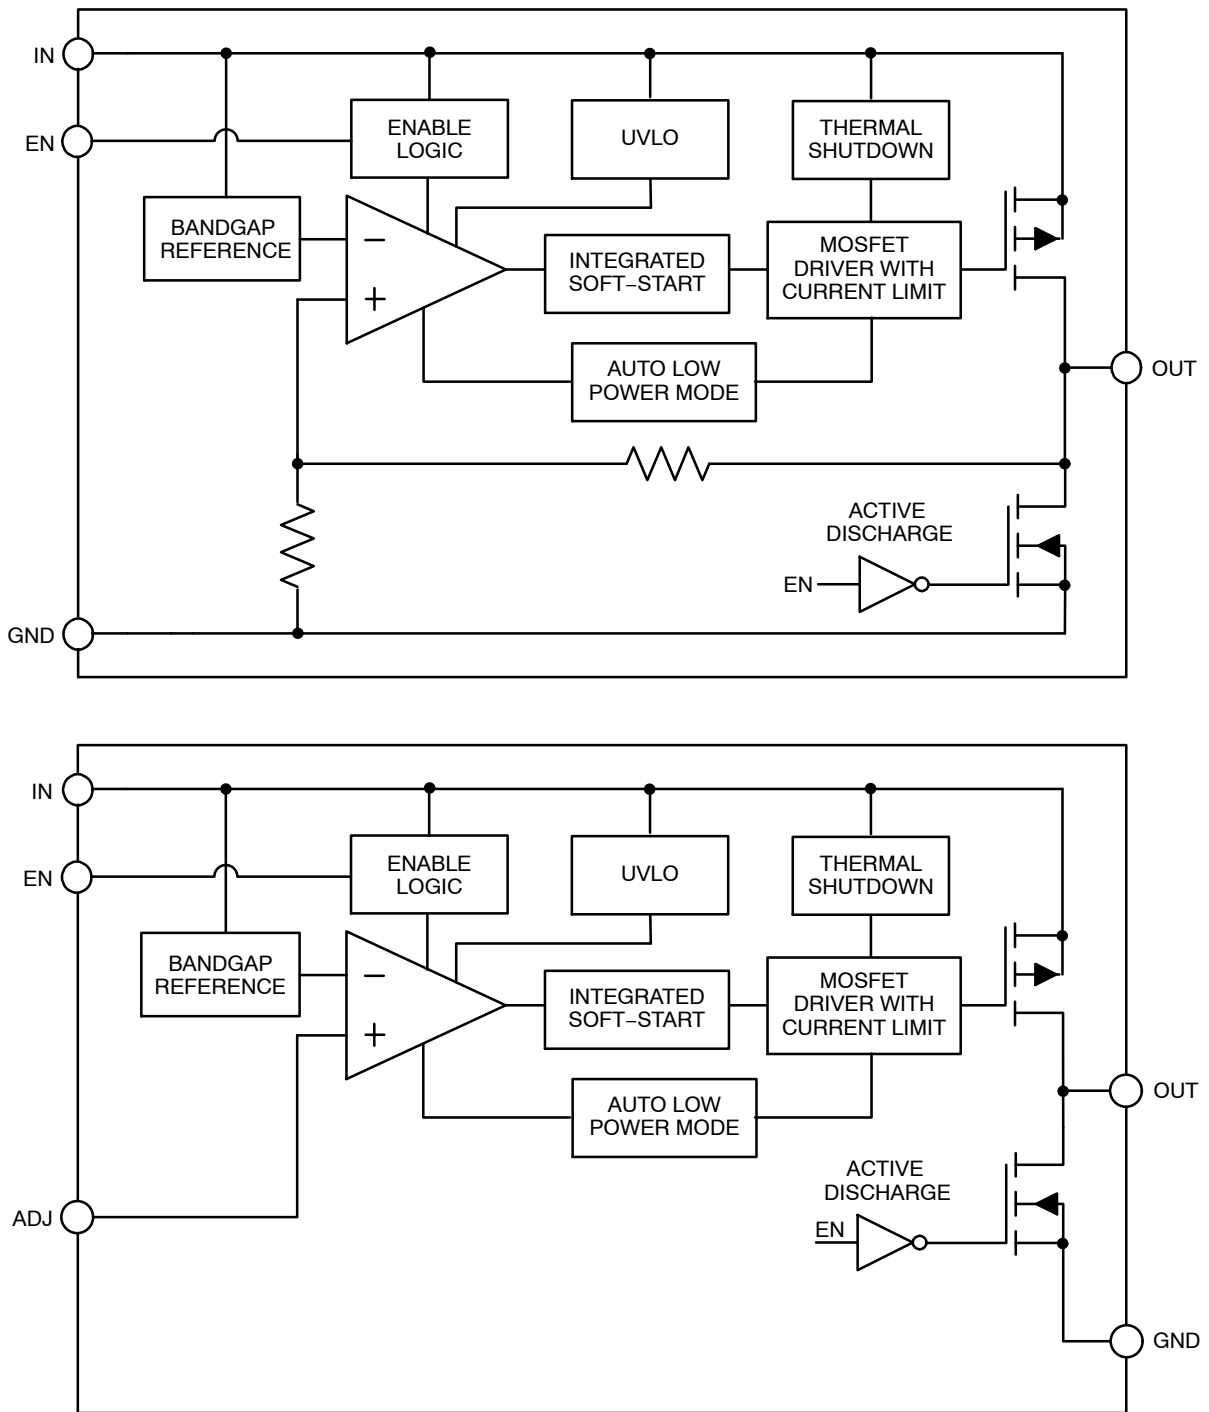 IN
EN
ENABLE
LOGIC
UVLO
THERMAL
SHUTDOWN
BANDGAP
REFERENCE
−
+
INTEGRATED
SOFT−START
MOSFET
DRIVER WITH
CURRENT LIMIT
AUTO LOW
POWER MODE
OUT
ACTIVE
DISCHARGE
EN
GND
IN
EN
ENABLE
LOGIC
UVLO
THERMAL
SHUTDOWN
BANDGAP
REFERENCE
−
+
INTEGRATED
SOFT−START
MOSFET
DRIVER WITH
CURRENT LIMIT
AUTO LOW
POWER MODE
OUT
ACTIVE
DISCHARGE
ADJ
EN
GND